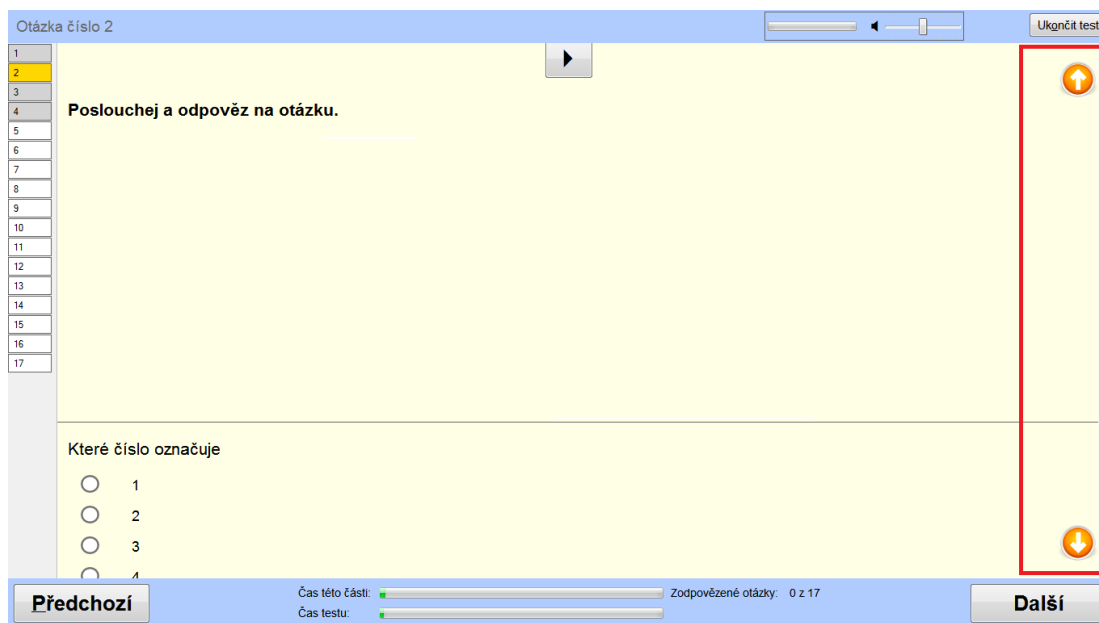 Otázka číslo 2
Ukončit test
1
2
3
4
5
6
7
8
9
10
11
12
13
14
15
16
17
Poslouchej a odpověz na otázku.
Které číslo označuje
1
2
3
4
Předchozí
Čas této části:
Zodpovězené otázky: 0 z 17
Čas testu:
Další